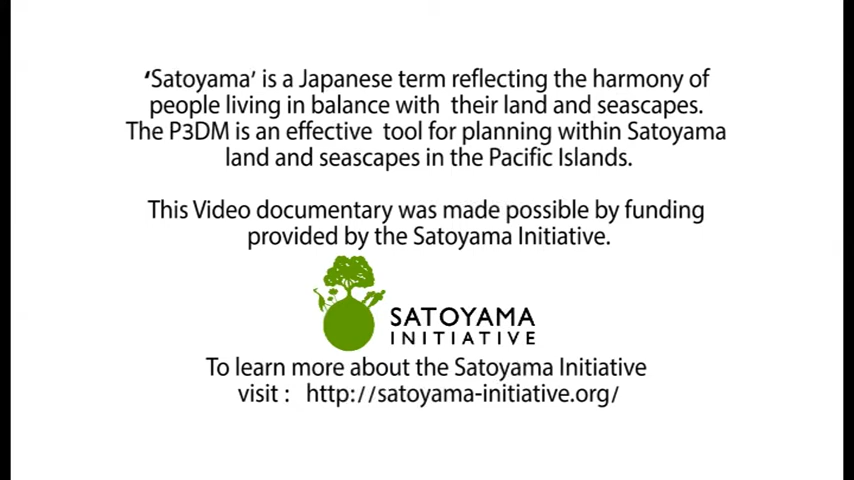 ‘Satoyama’ is a Japanese term reflecting the harmony of
people living in balance with their land and seascapes.
The P3DM is an effective tool for planning within Satoyama
land and seascapes in the Pacific Islands.
This Video documentary was made possible by funding
provided by the Satoyama Initiative.
SATOYAMA
INITIATIVE
To learn more about the Satoyama Initiative
visit : http://satoyama-initiative.org/